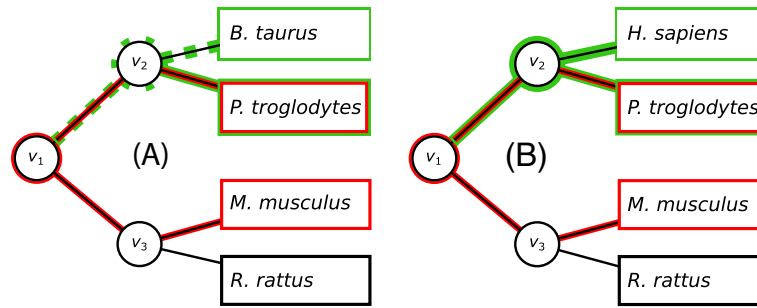 B. taurus
v2
P. troglodytes
v1
(A)
M. musculus
v3
R. rattus
H. sapiens
v2
P. troglodytes
v1
(B)
M. musculus
v3
R. rattus